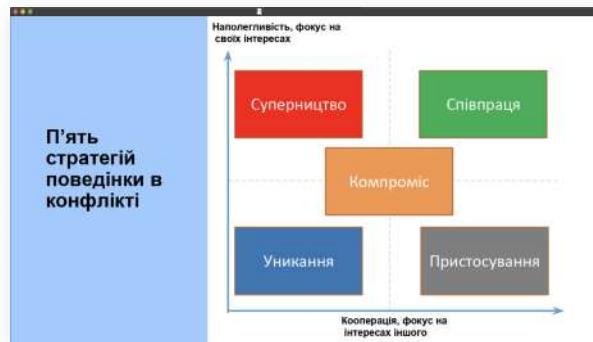 П'ять
стратегій
поведінки в
конфлікті
Наполегливість, фокус на
своїх інтересах
Суперництво
Співпраця
Компроміс
Уникання
Пристосування
Кооперація, фокус на
інтересах іншого